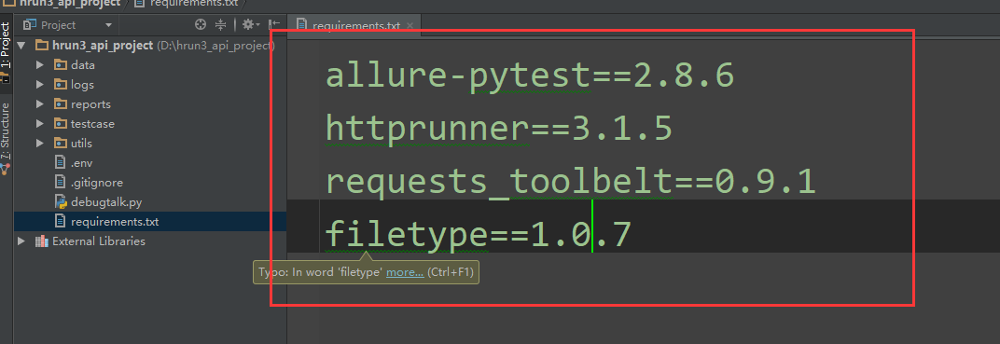 hrun3_api_project requirements.txt
Project
requirements.txt
1: Project
7: Structure
hrun3_api_project (D:\hrun3_api_project)
data
logs
reports
testcase
utils
.env
.gitignore
debugtalk.py
requirements.txt
External Libraries
allure-pytest==2.8.6
httprunner==3.1.5
requests_toolbelt==0.9.1
filetype==1.0.7
Typo: In word 'filetype' more... (Ctrl+F1)